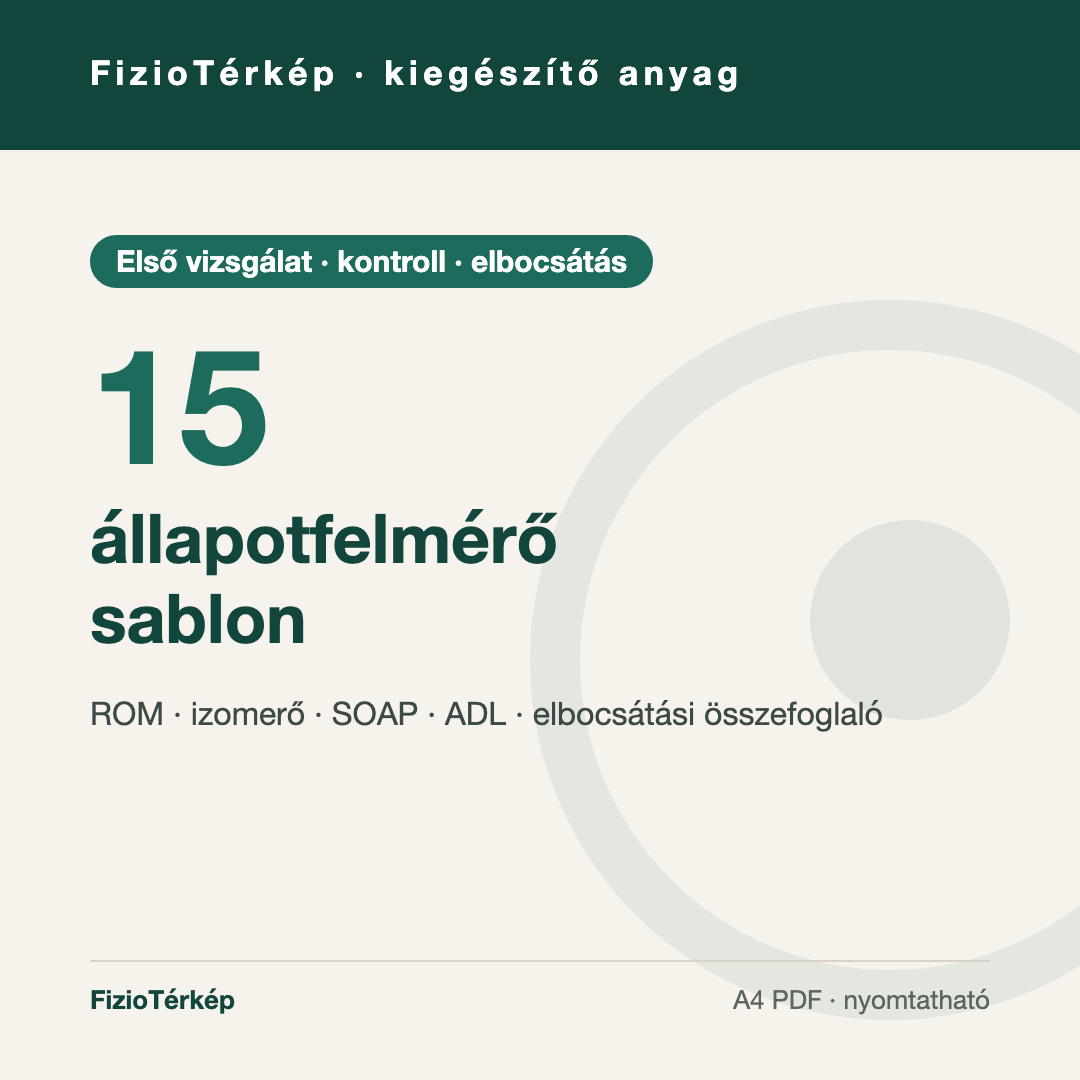 FizioTérkép · kiegészítő anyag
Első vizsgálat · kontroll · elbocsátás
15
állapotfelmérő
sablon
ROM · izomerő · SOAP · ADL · elbocsátási összefoglaló
FizioTérkép
A4 PDF · nyomtatható